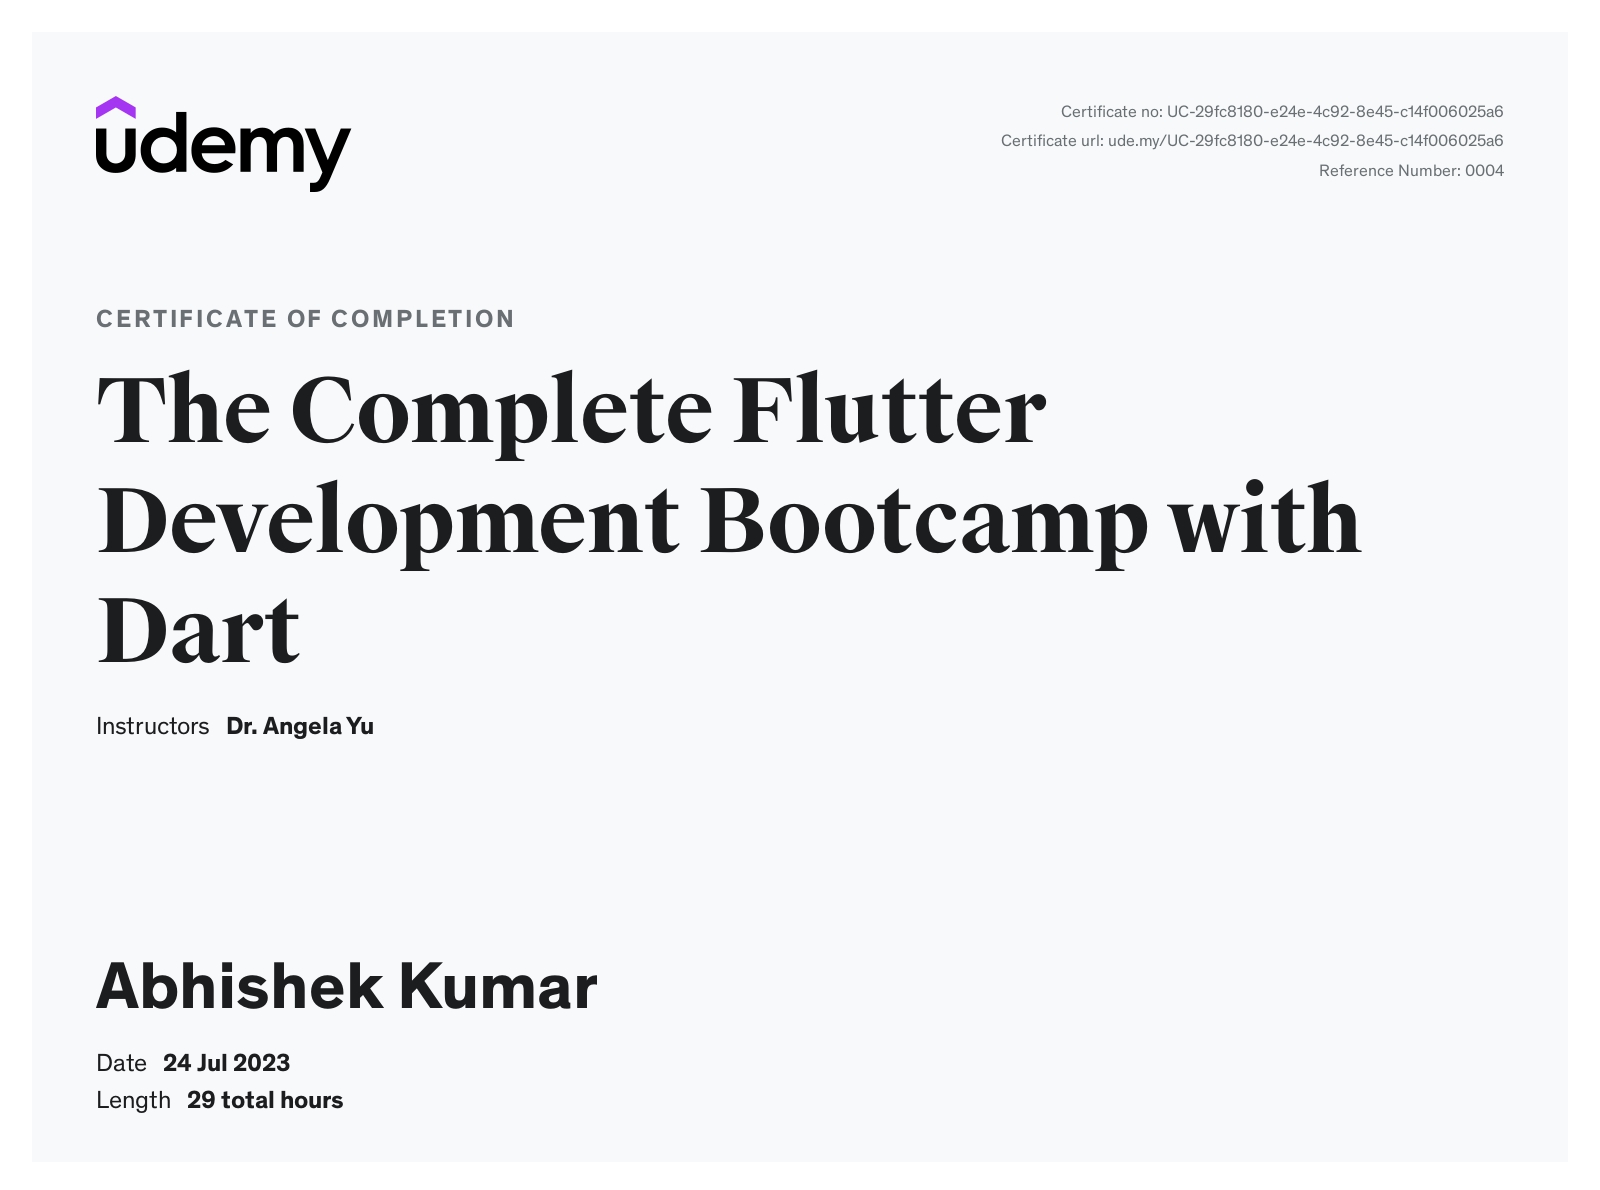 udemy
Certificate no: UC-29fc8180-e24e-4c92-8e45-c14f006025a6
Certificate url: ude.my/UC-29fc8180-e24e-4c92-8e45-c14f006025a6
Reference Number: 0004
CERTIFICATE OF COMPLETION
The Complete Flutter
Development Bootcamp with
Dart
Instructors Dr. Angela Yu
Abhishek Kumar
Date 24 Jul 2023
Length 29 total hours